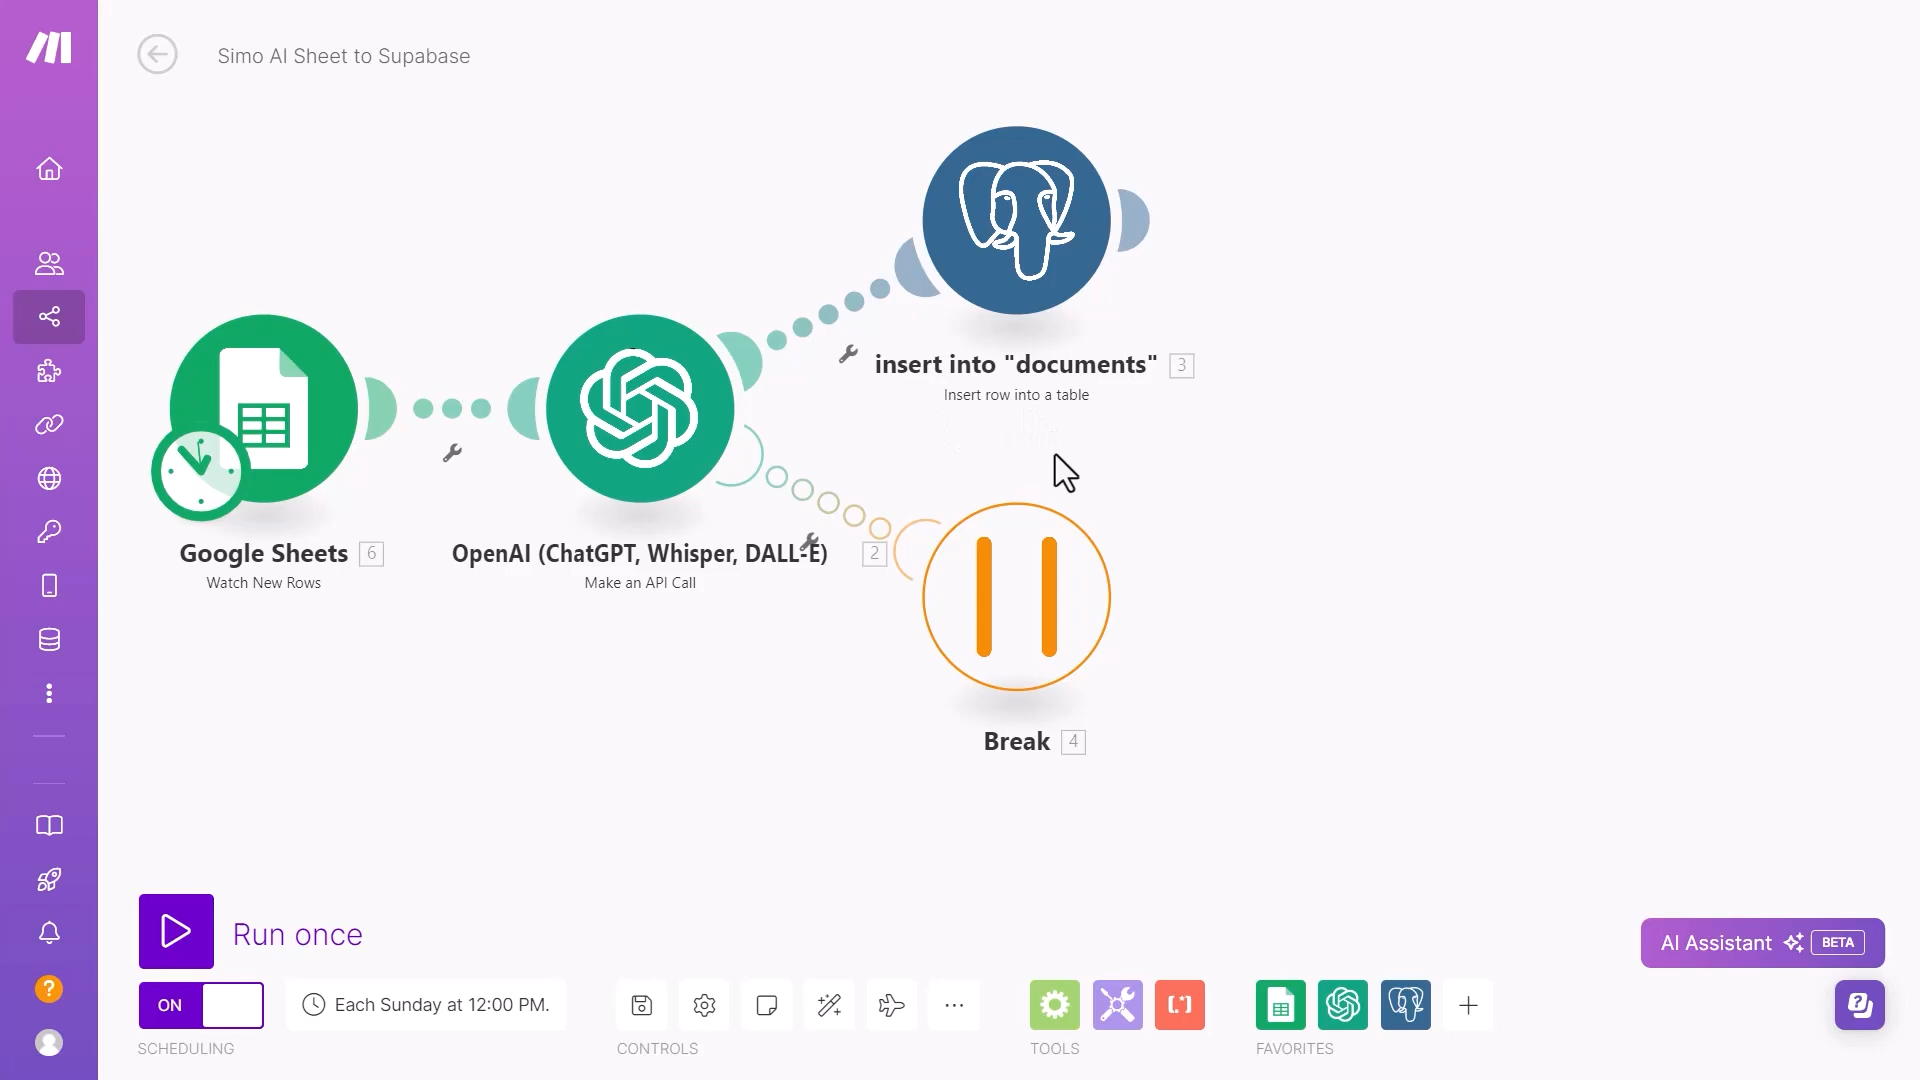 Simo AI Sheet to Supabase
insert into "documents" 3
Insert row into a table
Google Sheets 6
Watch New Rows
OpenAI (ChatGPT, Whisper, DALL-E) 2
Make an API Call
Break 4
Run once
AI Assistant BETA
ON
Each Sunday at 12:00 PM.
SCHEDULING
CONTROLS
TOOLS
FAVORITES